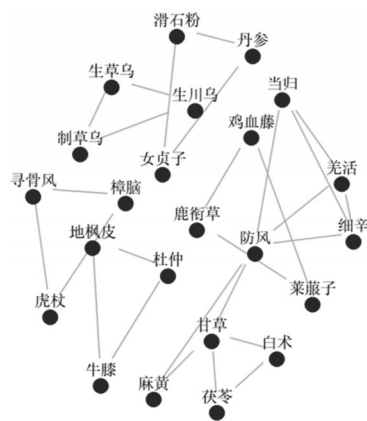 滑石粉
丹参
生草乌
当归
生川乌
鸡血藤
制草乌
女贞子
羌活
寻骨风
樟脑
鹿衔草
地枫皮
防风
细辛
杜仲
莱菔子
虎杖
甘草
白术
牛膝
麻黄
茯苓